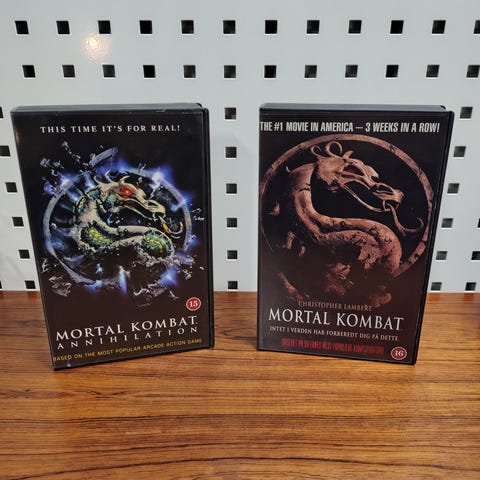 THIS TIME IT'S FOR REAL!
15
MORTAL KOMBAT
ANNIHILATION
BASED ON THE MOST POPULAR ARCADE ACTION GAME
THE #1 MOVIE IN AMERICA — 3 WEEKS IN A ROW!
CHRISTOPHER LAMBERT
MORTAL KOMBAT
INTET I VERDEN HAR FORBEREDT DIG PÅ DETTE
16